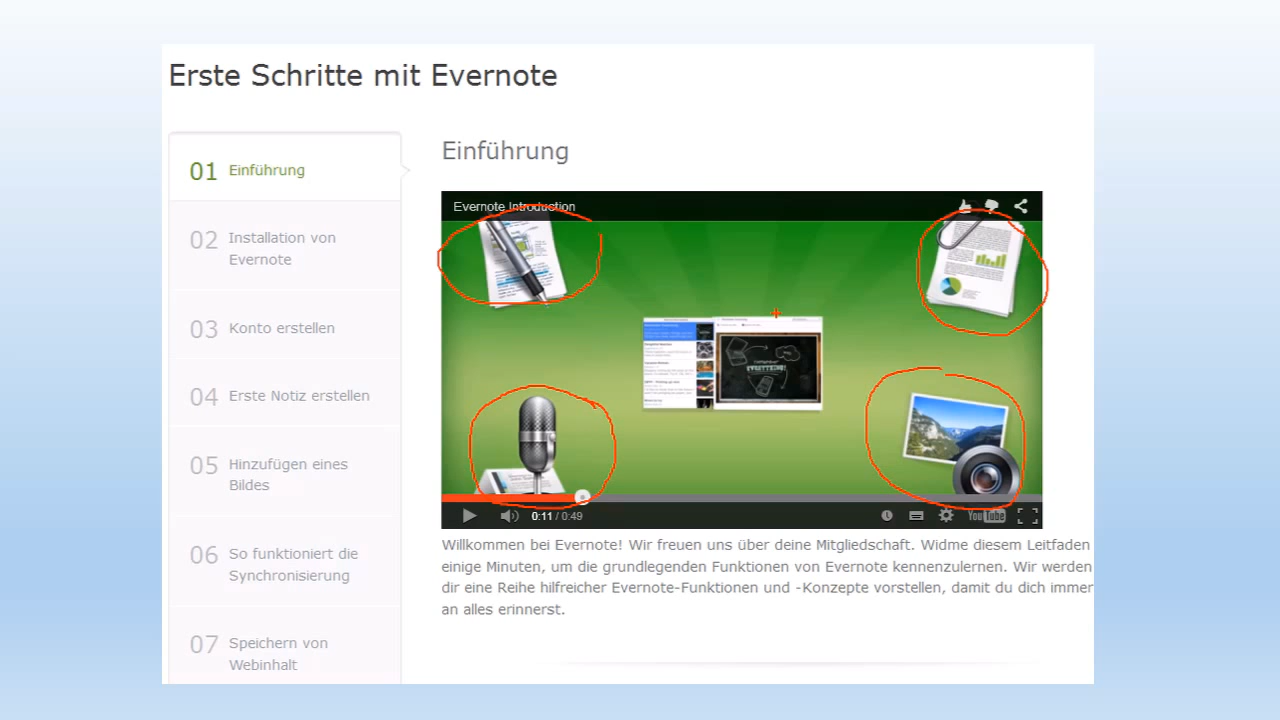 Erste Schritte mit Evernote
01 Einführung
02 Installation von
Evernote
03 Konto erstellen
04 Erste Notiz erstellen
05 Hinzufügen eines
Bildes
06 So funktioniert die
Synchronisierung
07 Speichern von
Webinhalt
Einführung
Evernote Introduction
0:11 / 0:49
YouTube
Willkommen bei Evernote! Wir freuen uns über deine Mitgliedschaft. Widme diesem Leitfaden
einige Minuten, um die grundlegenden Funktionen von Evernote kennenzulernen. Wir werden
dir eine Reihe hilfreicher Evernote-Funktionen und -Konzepte vorstellen, damit du dich immer
an alles erinnerst.